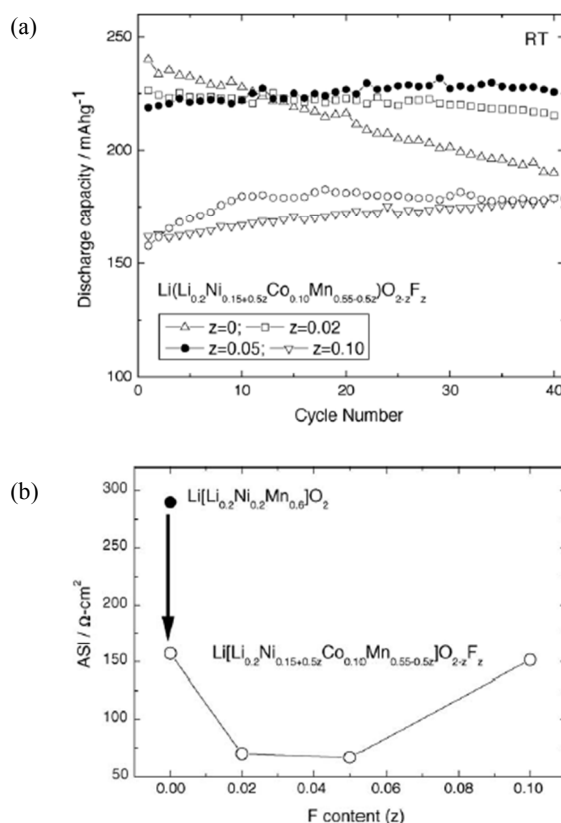 (a)
250
RT
200
150
100
Discharge capacity / mAhg⁻¹
Li(Li₀.₂Ni₀.₁₅₊₀.₅zCo₀.₁₀Mn₀.₅₅₋₀.₅z)O₂₋zFz
z=0; z=0.02
z=0.05; z=0.10
0 10 20 30 40
Cycle Number
(b)
300
250
200
150
100
50
ASI / Ω-cm²
Li[Li₀.₂Ni₀.₂Mn₀.₆]O₂
Li[Li₀.₂Ni₀.₁₅₊₀.₅zCo₀.₁₀Mn₀.₅₅₋₀.₅z]O₂₋zFz
0.00 0.02 0.04 0.06 0.08 0.10
F content (z)